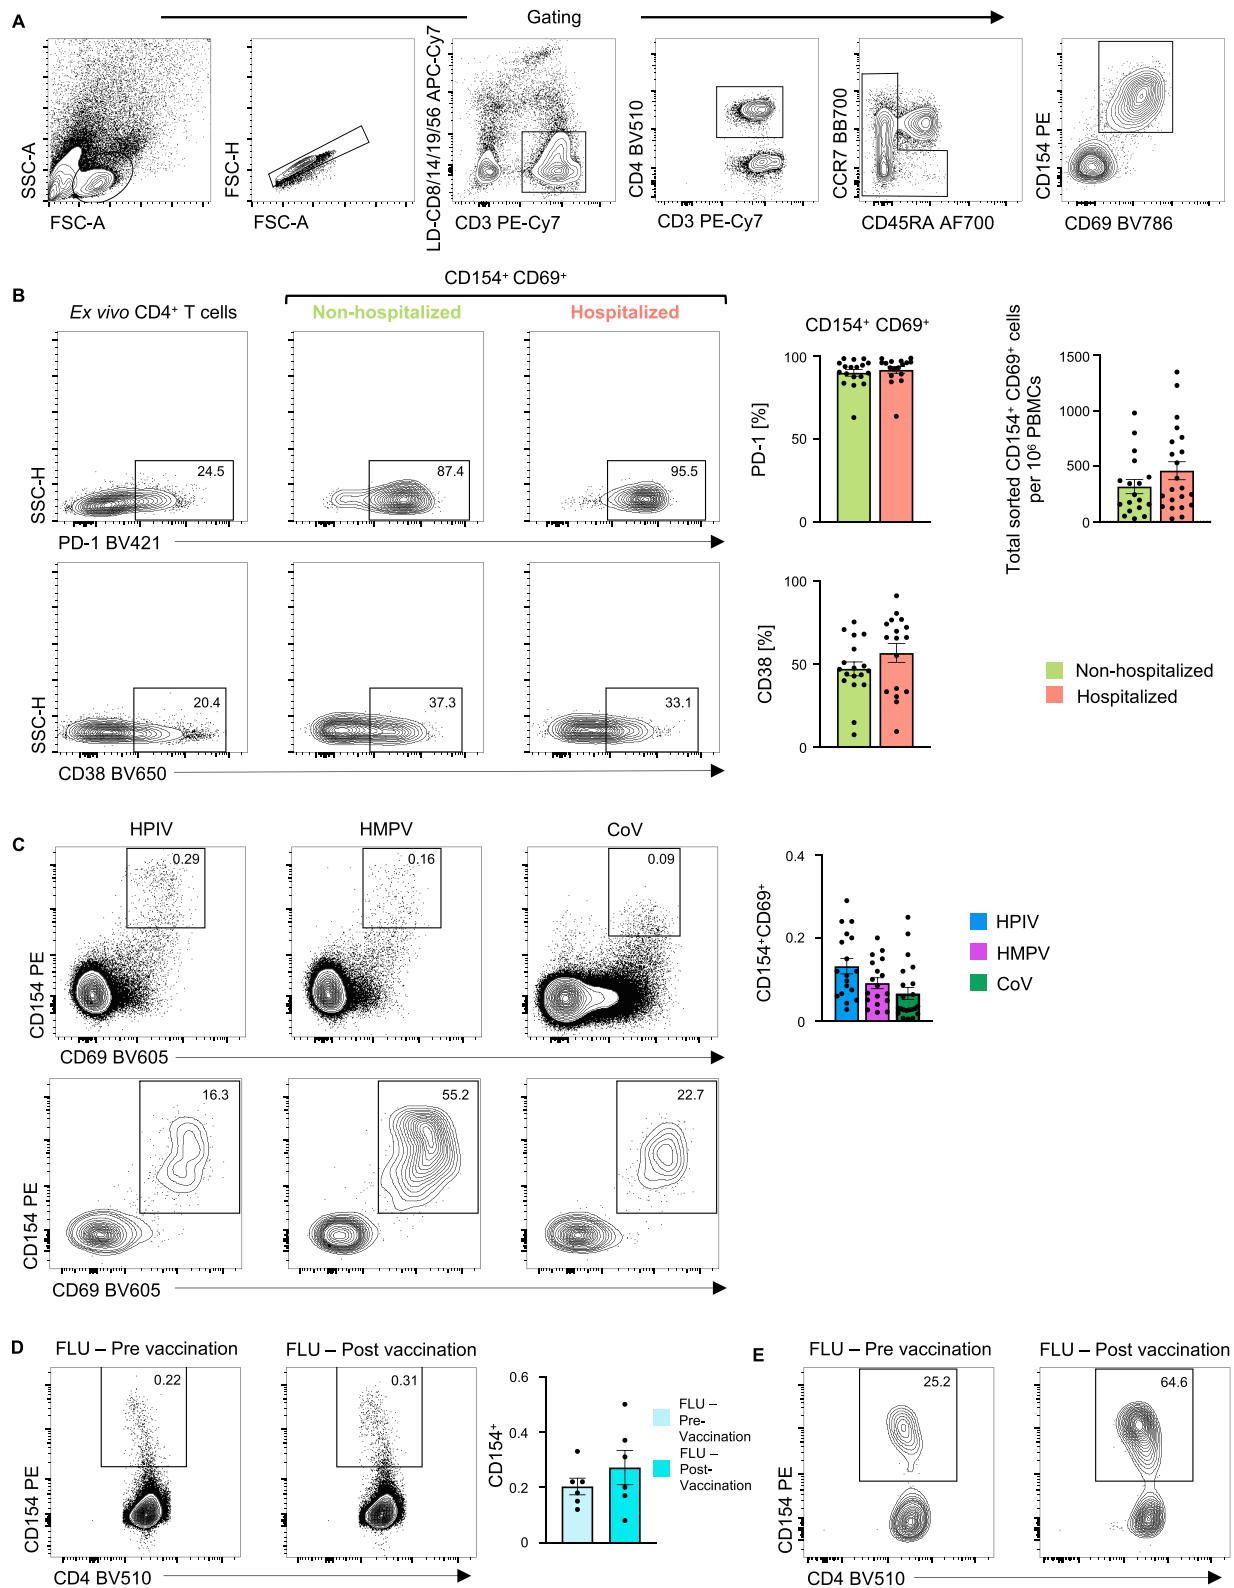 A
Gating
SSC-A
FSC-A
FSC-H
FSC-A
LD-CD8/14/19/56 APC-Cy7
CD3 PE-Cy7
CD4 BV510
CD3 PE-Cy7
CCR7 BB700
CD45RA AF700
CD154 PE
CD69 BV786
B
CD154⁺ CD69⁺
Ex vivo CD4⁺ T cells
Non-hospitalized
Hospitalized
SSC-H
24.5
87.4
95.5
PD-1 BV421
SSC-H
20.4
37.3
33.1
CD38 BV650
CD154⁺ CD69⁺
PD-1 [%]
100
50
0
CD38 [%]
100
50
0
Total sorted CD154⁺ CD69⁺ cells
per 10⁶ PBMCs
1500
1000
500
0
Non-hospitalized
Hospitalized
C
HPIV
HMPV
CoV
CD154 PE
0.29
0.16
0.09
CD69 BV605
CD154 PE
16.3
55.2
22.7
CD69 BV605
CD154⁺CD69⁺
0.4
0.2
0
HPIV
HMPV
CoV
D
FLU – Pre vaccination
FLU – Post vaccination
CD154 PE
0.22
0.31
CD4 BV510
CD154⁺
0.6
0.4
0.2
0
FLU –
Pre-
Vaccination
FLU –
Post-
Vaccination
E
FLU – Pre vaccination
FLU – Post vaccination
CD154 PE
25.2
64.6
CD4 BV510